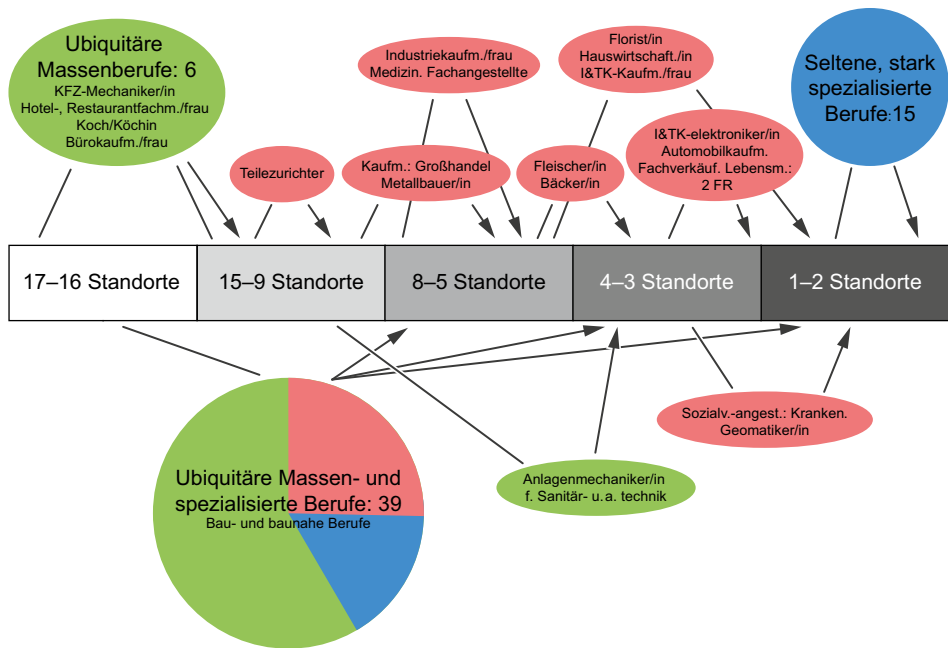 Ubiquitäre
Massenberufe: 6
KFZ-Mechaniker/in
Hotel-, Restaurantfachm./frau
Koch/Köchin
Bürokaufm./frau
Teilezurichter
Industriekaufm./frau
Medizin. Fachangestellte
Kaufm.: Großhandel
Metallbauer/in
Florist/in
Hauswirtschaft./in
I&TK-Kaufm./frau
Fleischer/in
Bäcker/in
I&TK-elektroniker/in
Automobilkaufm.
Fachverkäuf. Lebensm.:
2 FR
Seltene, stark
spezialisierte
Berufe:15
17–16 Standorte
15–9 Standorte
8–5 Standorte
4–3 Standorte
1–2 Standorte
Ubiquitäre Massen- und
spezialisierte Berufe: 39
Bau- und baunahe Berufe
Anlagenmechaniker/in
f. Sanitär- u.a. technik
Sozialv.-angest.: Kranken.
Geomatiker/in